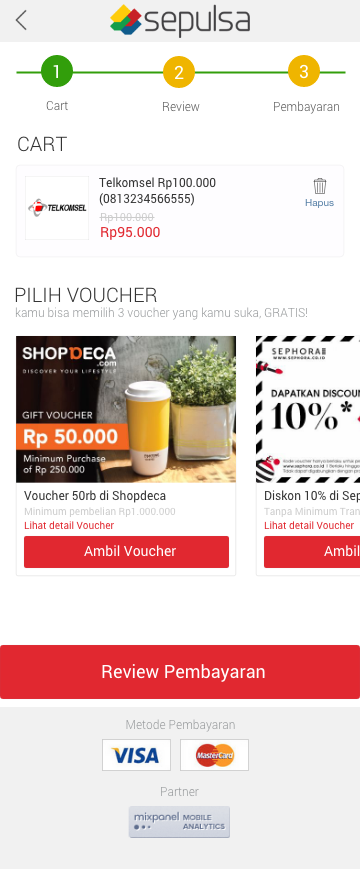 sepulsa
1 2 3
Cart Review Pembayaran
CART
Telkomsel Rp100.000
(0813234566555)
Rp100.000
Rp95.000
Hapus
TELKOMSEL
PILIH VOUCHER
kamu bisa memilih 3 voucher yang kamu suka, GRATIS!
SHOPDECA
.com
DISCOVER YOUR LIFESTYLE
GIFT VOUCHER
Rp 50.000
Minimum Purchase
of Rp 250.000
Voucher 50rb di Shopdeca
Minimum pembelian Rp1.000.000
Lihat detail Voucher
Ambil Voucher
SEPHORA
www.sephora.co.id
DAPATKAN DISCOUN
10%*
Diskon 10% di Sep
Tanpa Minimum Tran
Lihat detail Voucher
Ambil
Review Pembayaran
Metode Pembayaran
VISA MasterCard
Partner
mixpanel MOBILE
ANALYTICS